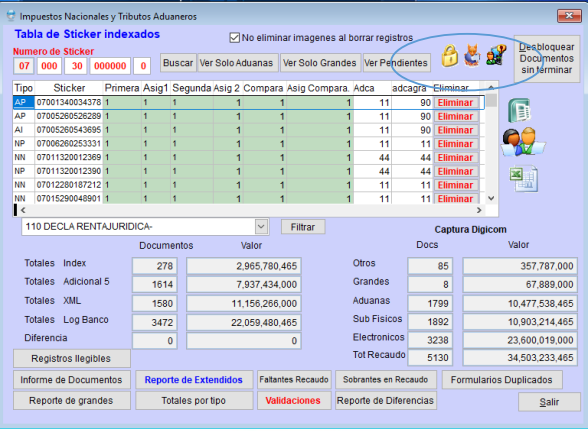 Impuestos Nacionales y Tributos Aduaneros
Tabla de Sticker indexados
No eliminar imagenes al borrar registros
Numero de Sticker
07 000 30 000000 0 Buscar Ver Solo Aduanas Ver Solo Grandes Ver Pendientes
Desbloquear
Documentos
sin terminar
Tipo Sticker Primera Asig1 Segunda Asig 2 Compara Asig Compara. Adca adcagra Eliminar
AP 07001340034378 1 1 1 1 1 1 11 90 Eliminar
AP 07005260526289 1 1 1 1 1 1 11 90 Eliminar
AI 07005260543695 1 1 1 1 1 1 11 90 Eliminar
NP 07006260253331 1 1 1 1 1 1 11 11 Eliminar
NN 07011320012369 1 1 1 1 1 1 44 44 Eliminar
NP 07011320012390 1 1 1 1 1 1 44 44 Eliminar
NN 07012280187212 1 1 1 1 1 1 11 11 Eliminar
NN 07015290048901 1 1 1 1 1 1 11 11 Eliminar
110 DECLA RENTAJURIDICA- Filtrar
Captura Digicom
Documentos Valor
Docs Valor
Totales Index 278 2,965,780,465
Totales Adicional 5 1614 7,937,434,000
Totales XML 1580 11,156,266,000
Totales Log Banco 3472 22,059,480,465
Diferencia 0 0
Otros 85 357,787,000
Grandes 8 67,889,000
Aduanas 1799 10,477,538,465
Sub Fisicos 1892 10,903,214,465
Electronicos 3238 23,600,019,000
Tot Recaudo 5130 34,503,233,465
Registros Ilegibles
Informe de Documentos Reporte de Extendidos Faltantes Recaudo Sobrantes en Recaudo Formularios Duplicados
Reporte de grandes Totales por tipo Validaciones Reporte de Diferencias Salir